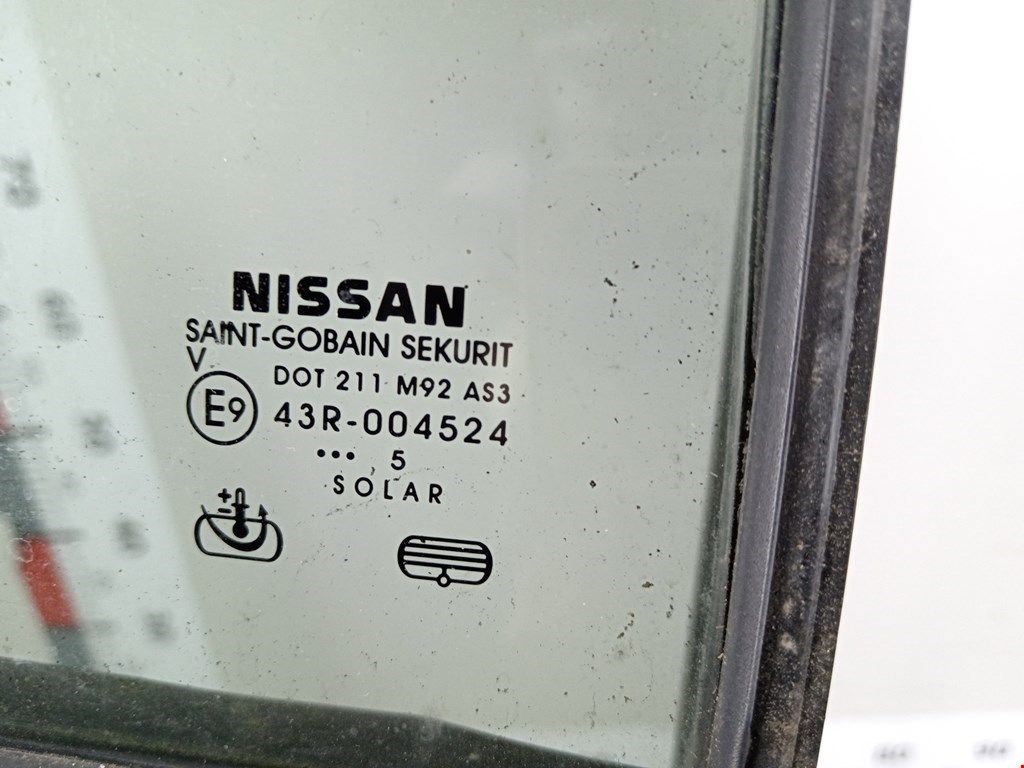 NISSAN
SAINT-GOBAIN SEKURIT
V
DOT 211 M92 AS3
E9
43R-004524
••• 5
SOLAR